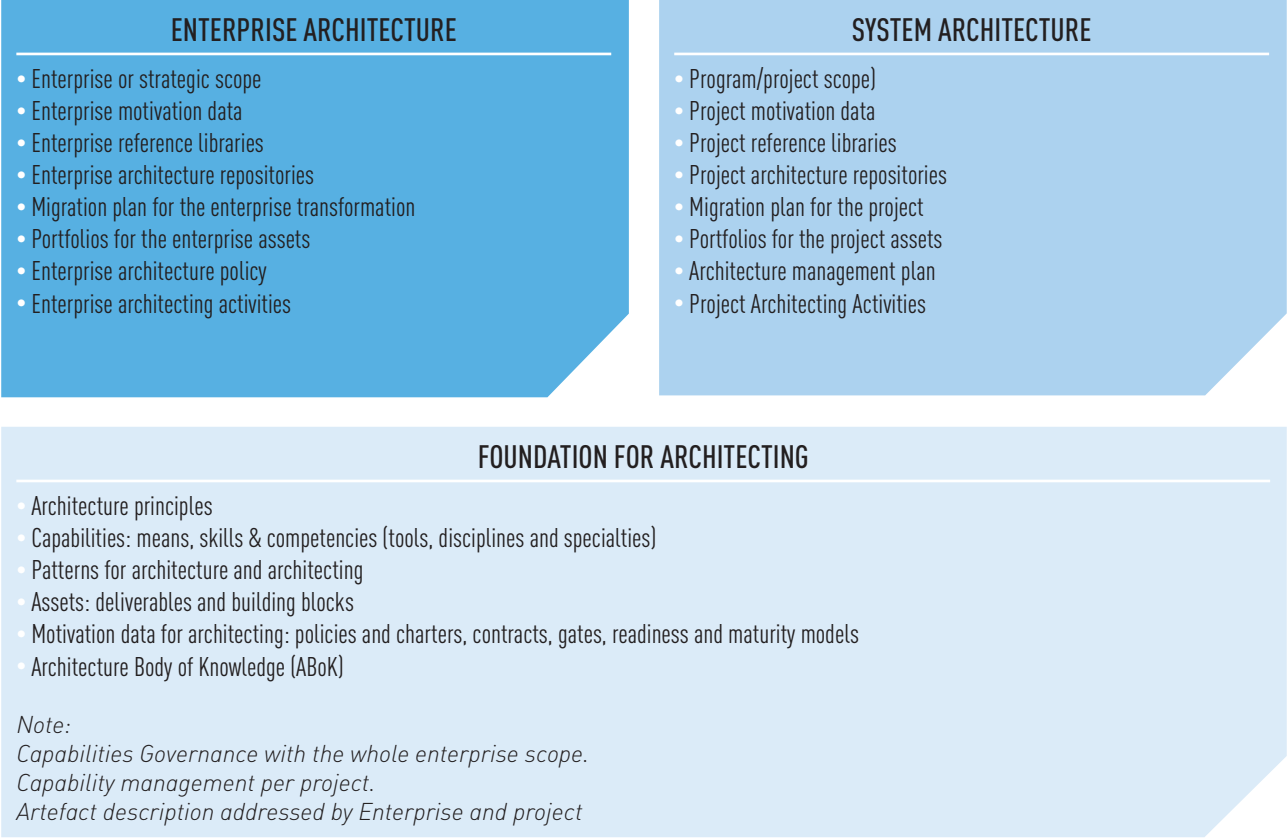 ENTERPRISE ARCHITECTURE
• Enterprise or strategic scope
• Enterprise motivation data
• Enterprise reference libraries
• Enterprise architecture repositories
• Migration plan for the enterprise transformation
• Portfolios for the enterprise assets
• Enterprise architecture policy
• Enterprise architecting activities
SYSTEM ARCHITECTURE
• Program/project scope)
• Project motivation data
• Project reference libraries
• Project architecture repositories
• Migration plan for the project
• Portfolios for the project assets
• Architecture management plan
• Project Architecting Activities
FOUNDATION FOR ARCHITECTING
• Architecture principles
• Capabilities: means, skills & competencies (tools, disciplines and specialties)
• Patterns for architecture and architecting
• Assets: deliverables and building blocks
• Motivation data for architecting: policies and charters, contracts, gates, readiness and maturity models
• Architecture Body of Knowledge (ABoK)
Note:
Capabilities Governance with the whole enterprise scope.
Capability management per project.
Artefact description addressed by Enterprise and project